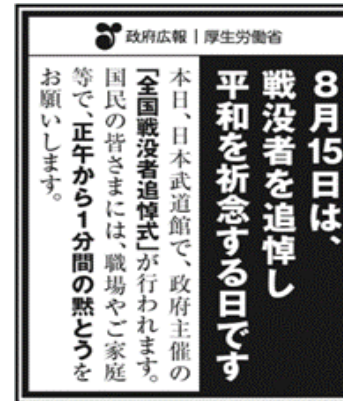 政府広報 | 厚生労働省
8月15日は、
戦没者を追悼し
平和を祈念する日です
本日、日本武道館で、政府主催の
「全国戦没者追悼式」が行われます。
国民の皆さまには、職場やご家庭
等で、正午から1分間の黙とうを
お願いします。